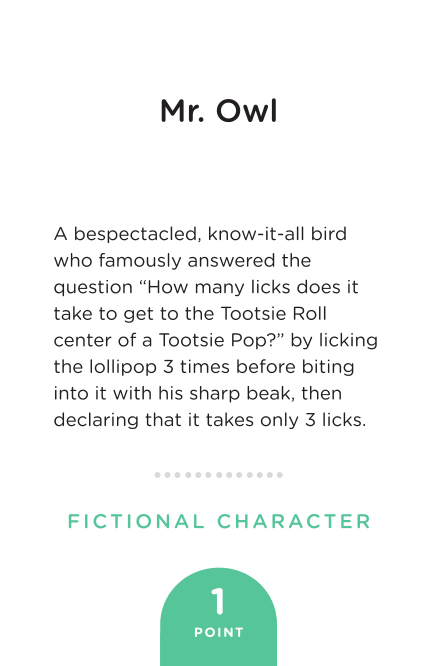 Mr. Owl
A bespectacled, know-it-all bird
who famously answered the
question “How many licks does it
take to get to the Tootsie Roll
center of a Tootsie Pop?” by licking
the lollipop 3 times before biting
into it with his sharp beak, then
declaring that it takes only 3 licks.
FICTIONAL CHARACTER
1
POINT